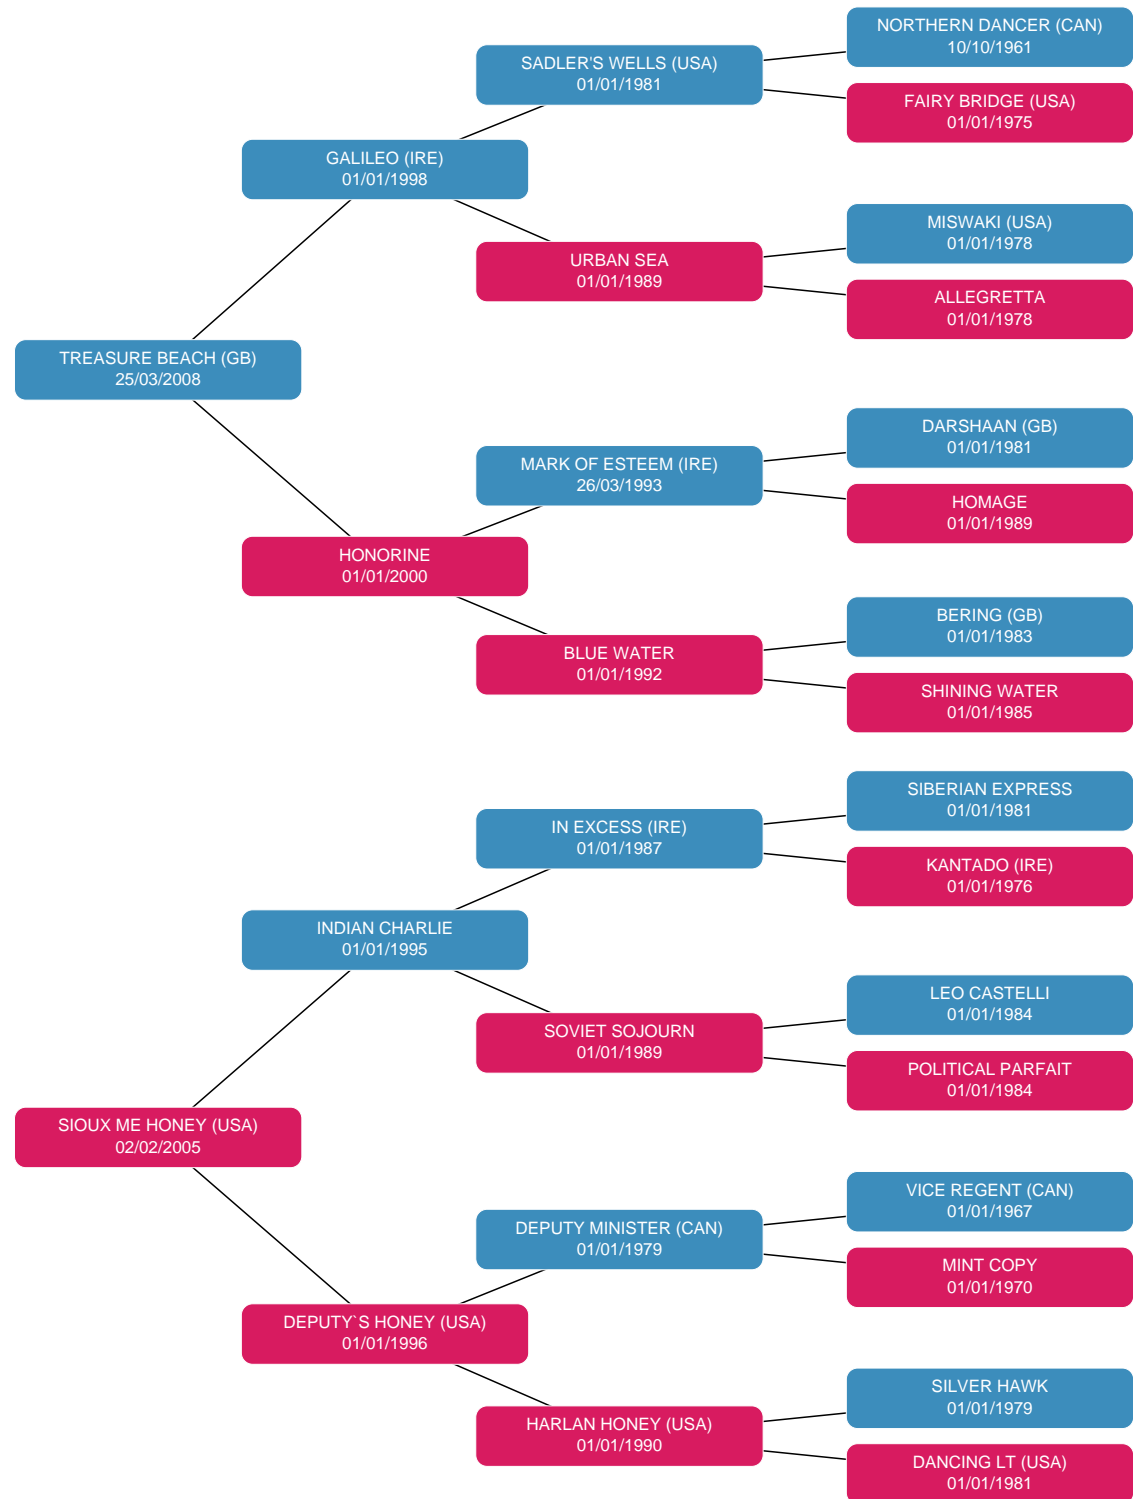 NORTHERN DANCER (CAN)
10/10/1961
SADLER'S WELLS (USA)
01/01/1981
FAIRY BRIDGE (USA)
01/01/1975
GALILEO (IRE)
01/01/1998
MISWAKI (USA)
01/01/1978
URBAN SEA
01/01/1989
ALLEGRETTA
01/01/1978
TREASURE BEACH (GB)
25/03/2008
DARSHAAN (GB)
01/01/1981
MARK OF ESTEEM (IRE)
26/03/1993
HOMAGE
01/01/1989
HONORINE
01/01/2000
BERING (GB)
01/01/1983
BLUE WATER
01/01/1992
SHINING WATER
01/01/1985
SIBERIAN EXPRESS
01/01/1981
IN EXCESS (IRE)
01/01/1987
KANTADO (IRE)
01/01/1976
INDIAN CHARLIE
01/01/1995
LEO CASTELLI
01/01/1984
SOVIET SOJOURN
01/01/1989
POLITICAL PARFAIT
01/01/1984
SIOUX ME HONEY (USA)
02/02/2005
VICE REGENT (CAN)
01/01/1967
DEPUTY MINISTER (CAN)
01/01/1979
MINT COPY
01/01/1970
DEPUTY`S HONEY (USA)
01/01/1996
SILVER HAWK
01/01/1979
HARLAN HONEY (USA)
01/01/1990
DANCING LT (USA)
01/01/1981